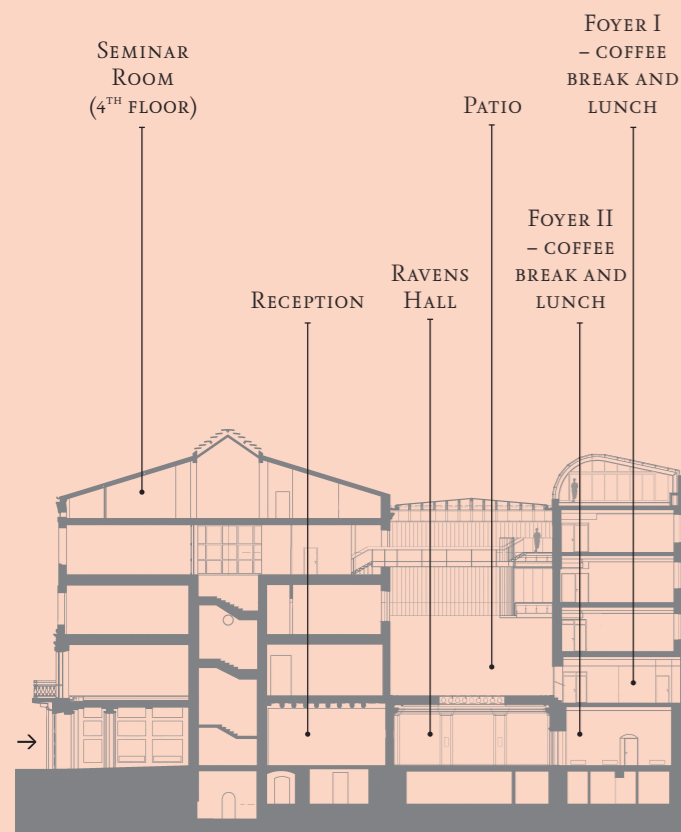 Seminar
Room
(4TH floor)
Reception
Ravens
Hall
Patio
Foyer II
– coffee
break and
lunch
Foyer I
– coffee
break and
lunch